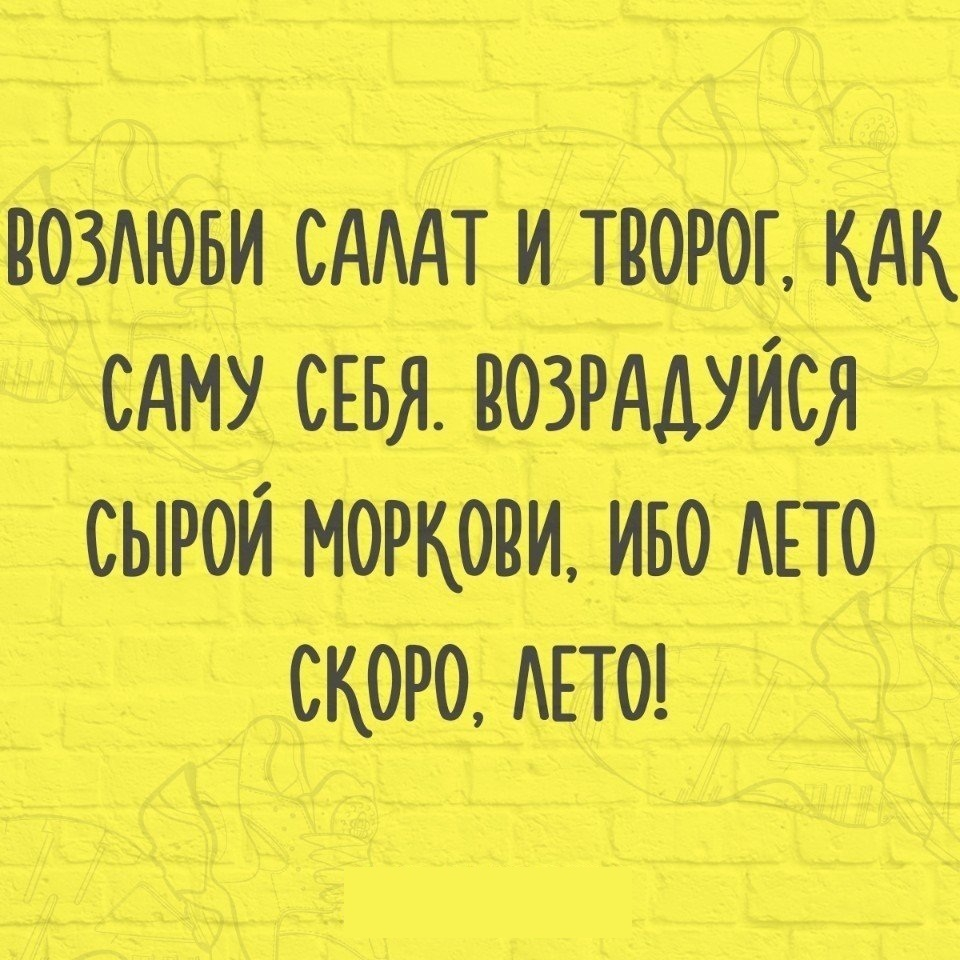 ВОЗЛЮБИ САЛАТ И ТВОРОГ, КАК
САМУ СЕБЯ. ВОЗРАДУЙСЯ
СЫРОЙ МОРКОВИ, ИБО ЛЕТО
СКОРО, ЛЕТО!